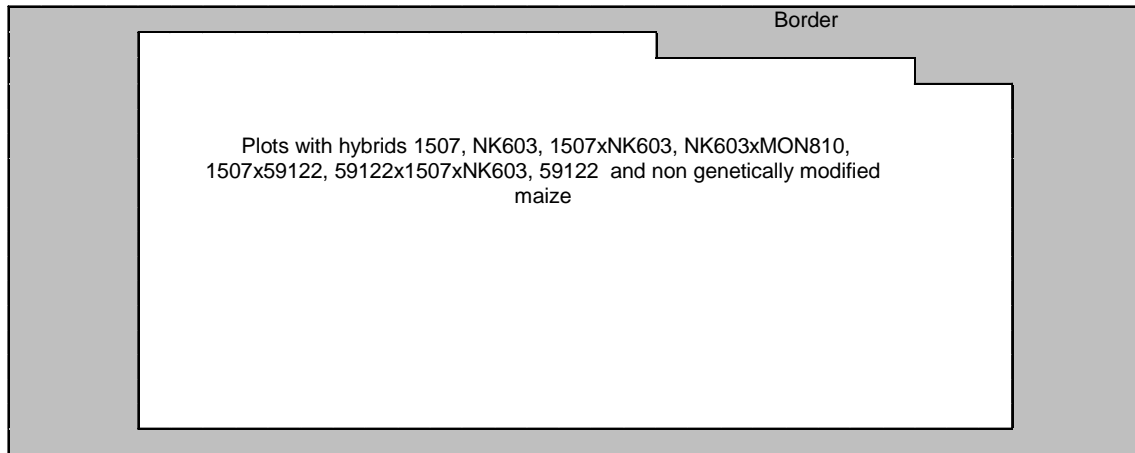 Border
Plots with hybrids 1507, NK603, 1507xNK603, NK603xMON810,
1507x59122, 59122x1507xNK603, 59122 and non genetically modified
maize